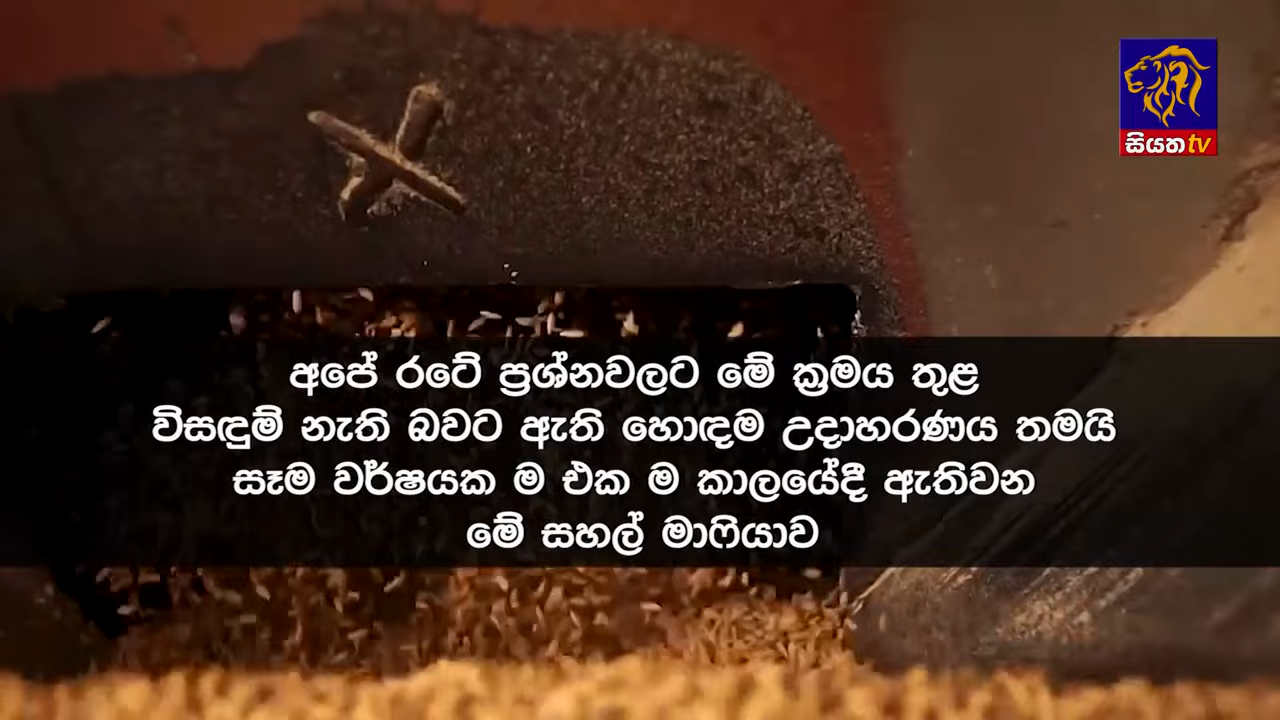 සියත tv
අපේ රටේ ප්‍රශ්නවලට මේ ක්‍රමය තුළ
විසඳුම් නැති බවට ඇති හොඳම උදාහරණය තමයි
සෑම වර්ෂයක ම එක ම කාලයේදී ඇතිවන
මේ සහල් මාෆියාව